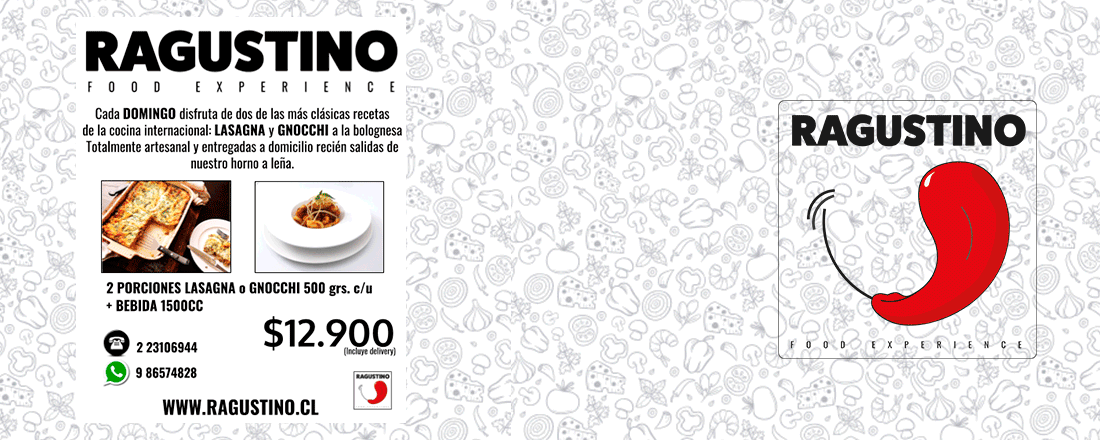 RAGUSTINO
FOOD EXPERIENCE
Cada DOMINGO disfruta de dos de las más clásicas recetas
de la cocina internacional: LASAGNA y GNOCCHI a la bolognesa
Totalmente artesanal y entregadas a domicilio recién salidas de
nuestro horno a leña.
2 PORCIONES LASAGNA o GNOCCHI 500 grs. c/u
+ BEBIDA 1500CC
$12.900
(Incluye delivery)
2 23106944
9 86574828
RAGUSTINO
WWW.RAGUSTINO.CL
RAGUSTINO
FOOD EXPERIENCE